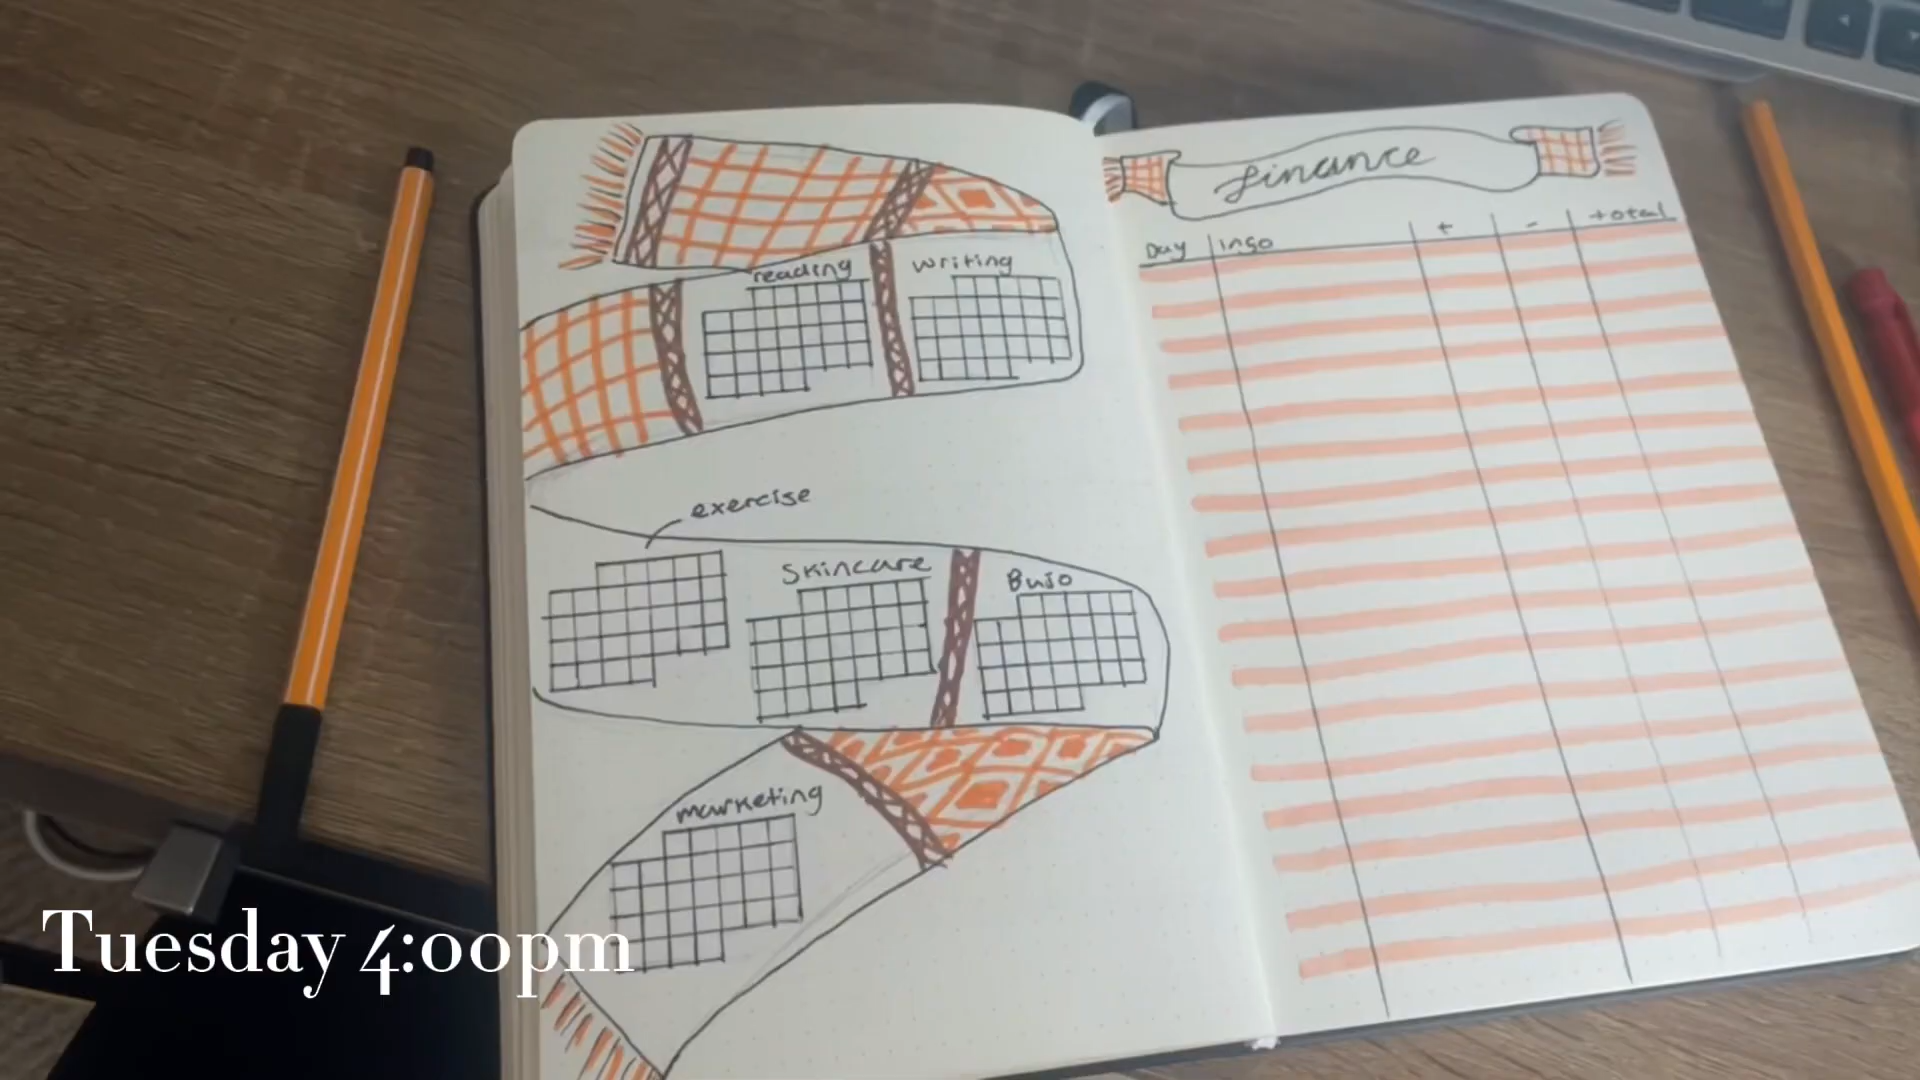 reading
writing
exercise
Skincare
Bujo
marketing
finance
Day info + - total
Tuesday 4:00pm